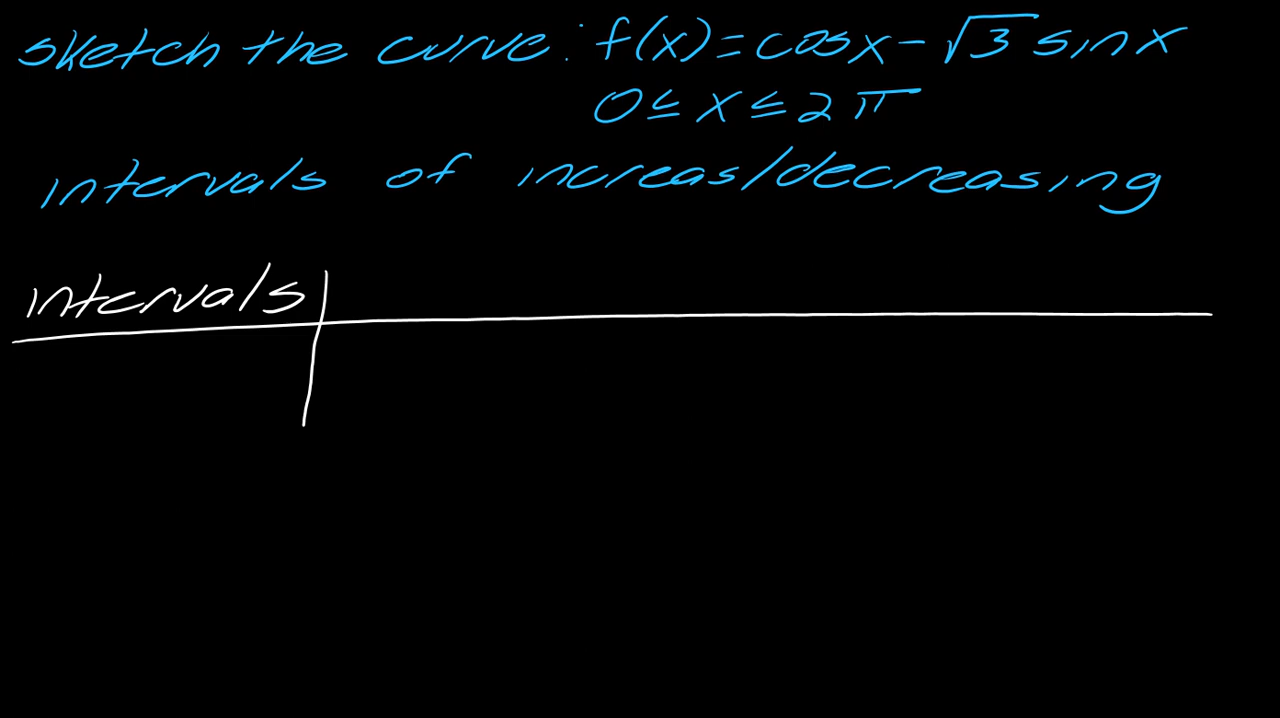 sketch the curve: f(x)=cosx-√3 sinx
0≤x≤2π
intervals of increas/decreasing
intervals